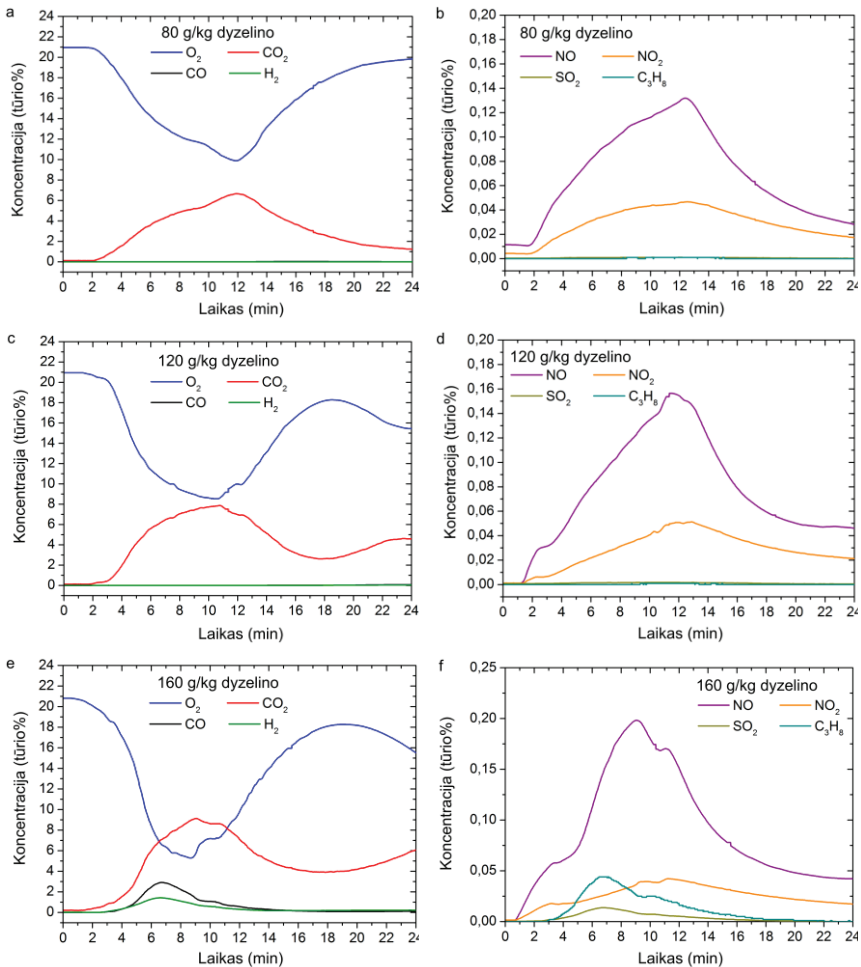 a
80 g/kg dyzelino
O2 CO2
CO H2
Koncentracija (tūrio%)
24
22
20
18
16
14
12
10
8
6
4
2
0
0 2 4 6 8 10 12 14 16 18 20 22 24
Laikas (min)
b
80 g/kg dyzelino
NO NO2
SO2 C3H8
Koncentracija (tūrio%)
0,20
0,18
0,16
0,14
0,12
0,10
0,08
0,06
0,04
0,02
0,00
0 2 4 6 8 10 12 14 16 18 20 22 24
Laikas (min)
c
120 g/kg dyzelino
O2 CO2
CO H2
Koncentracija (tūrio%)
24
22
20
18
16
14
12
10
8
6
4
2
0
0 2 4 6 8 10 12 14 16 18 20 22 24
Laikas (min)
d
120 g/kg dyzelino
NO NO2
SO2 C3H8
Koncentracija (tūrio%)
0,20
0,18
0,16
0,14
0,12
0,10
0,08
0,06
0,04
0,02
0,00
0 2 4 6 8 10 12 14 16 18 20 22 24
Laikas (min)
e
160 g/kg dyzelino
O2 CO2
CO H2
Koncentracija (tūrio%)
24
22
20
18
16
14
12
10
8
6
4
2
0
0 2 4 6 8 10 12 14 16 18 20 22 24
Laikas (min)
f
160 g/kg dyzelino
NO NO2
SO2 C3H8
Koncentracija (tūrio%)
0,25
0,20
0,15
0,10
0,05
0,00
0 2 4 6 8 10 12 14 16 18 20 22 24
Laikas (min)